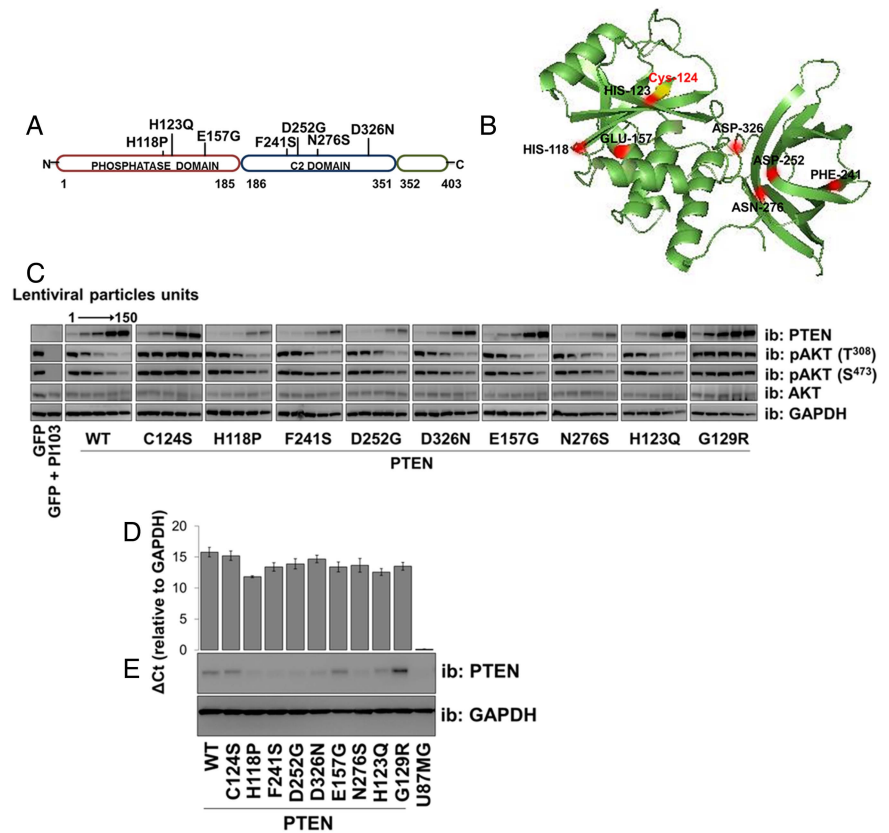 A
H123Q
H118P
E157G
D252G
F241S
N276S
D326N
N
PHOSPHATASE DOMAIN
C2 DOMAIN
C
1
185
186
351
352
403
B
Cys-124
HIS-123
HIS-118
GLU-157
ASP-326
ASP-252
PHE-241
ASN-276
C
Lentiviral particles units
1
150
ib: PTEN
ib: pAKT (T308)
ib: pAKT (S473)
ib: AKT
ib: GAPDH
GFP
GFP + PI103
WT
C124S
H118P
F241S
D252G
D326N
E157G
N276S
H123Q
G129R
PTEN
D
ΔCt (relative to GAPDH)
20
15
10
5
0
E
ib: PTEN
ib: GAPDH
WT
C124S
H118P
F241S
D252G
D326N
E157G
N276S
H123Q
G129R
U87MG
PTEN